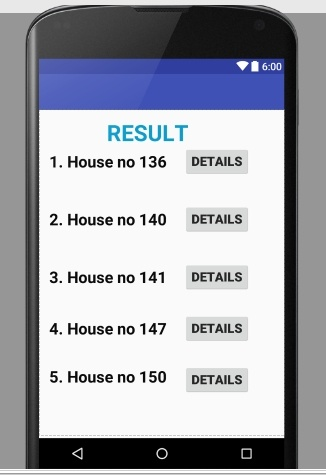 6:00
RESULT
1. House no 136 DETAILS
2. House no 140 DETAILS
3. House no 141 DETAILS
4. House no 147 DETAILS
5. House no 150 DETAILS